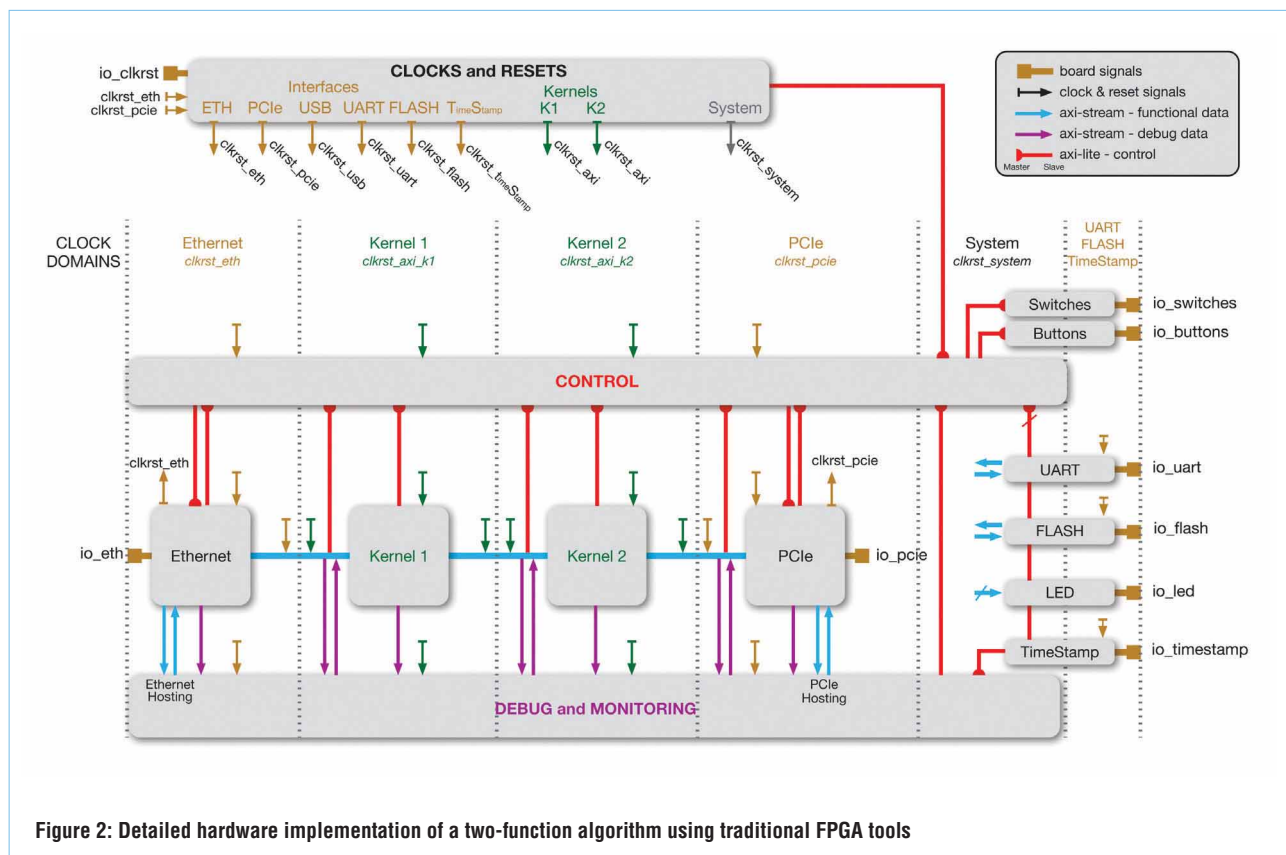 io_clkrst
clkrst_eth
clkrst_pcie
CLOCKS and RESETS
Interfaces
Kernels
ETH PCIe USB UART FLASH TimeStamp K1 K2 System
clkrst_eth
clkrst_pcie
clkrst_usb
clkrst_uart
clkrst_flash
clkrst_timeStamp
clkrst_axi
clkrst_axi
clkrst_system
board signals
clock & reset signals
axi-stream - functional data
axi-stream - debug data
axi-lite - control
Master Slave
CLOCK
DOMAINS
Ethernet
clkrst_eth
Kernel 1
clkrst_axi_k1
Kernel 2
clkrst_axi_k2
PCIe
clkrst_pcie
System
clkrst_system
UART
FLASH
TimeStamp
Switches
io_switches
Buttons
io_buttons
CONTROL
clkrst_eth
clkrst_pcie
UART
io_uart
io_eth
Ethernet
Kernel 1
Kernel 2
PCIe
io_pcie
FLASH
io_flash
LED
io_led
TimeStamp
io_timestamp
Ethernet
Hosting
PCIe
Hosting
DEBUG and MONITORING
Figure 2: Detailed hardware implementation of a two-function algorithm using traditional FPGA tools